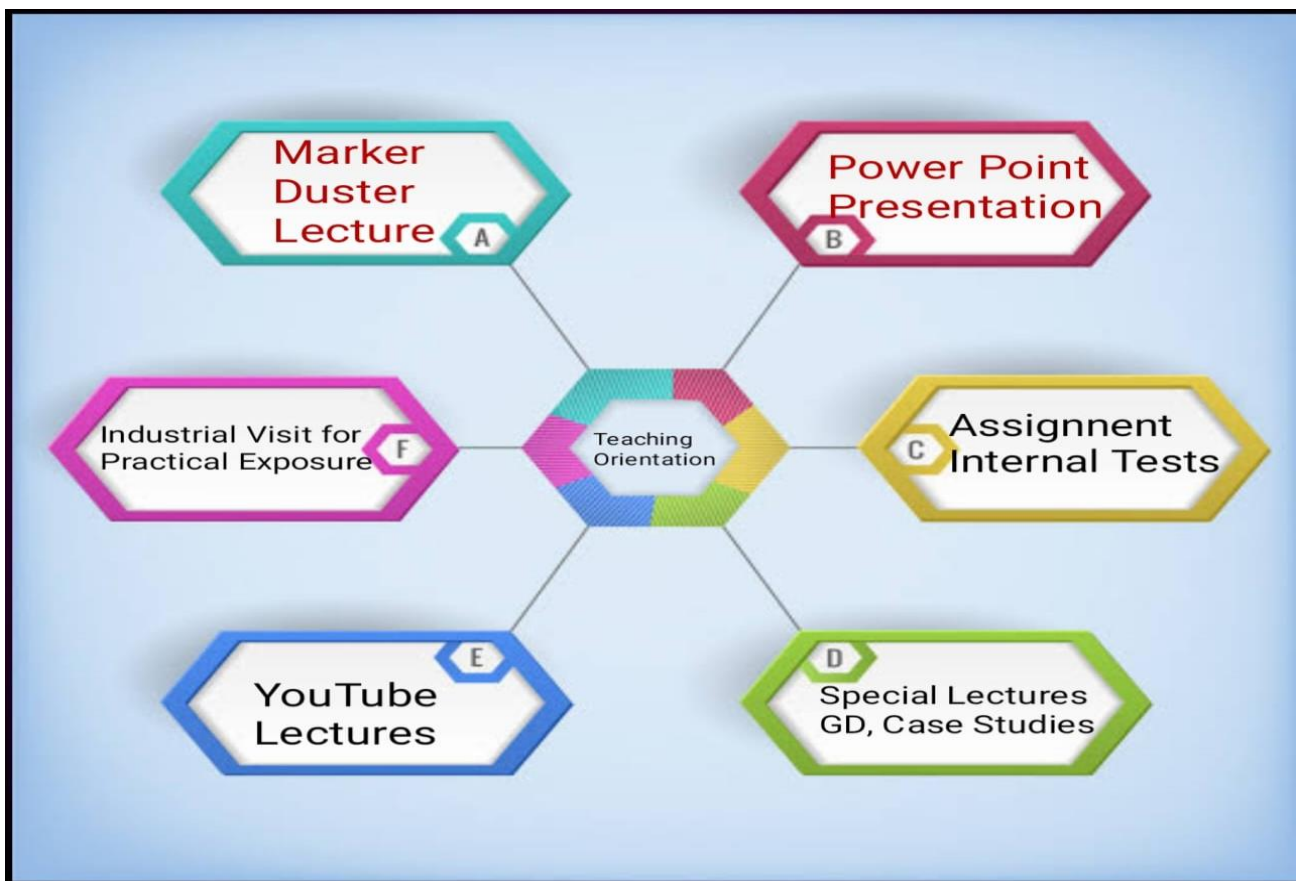 Marker
Duster
Lecture
A
Power Point
Presentation
B
Industrial Visit for
Practical Exposure
F
Teaching
Orientation
C
Assignnent
Internal Tests
E
YouTube
Lectures
D
Special Lectures
GD, Case Studies